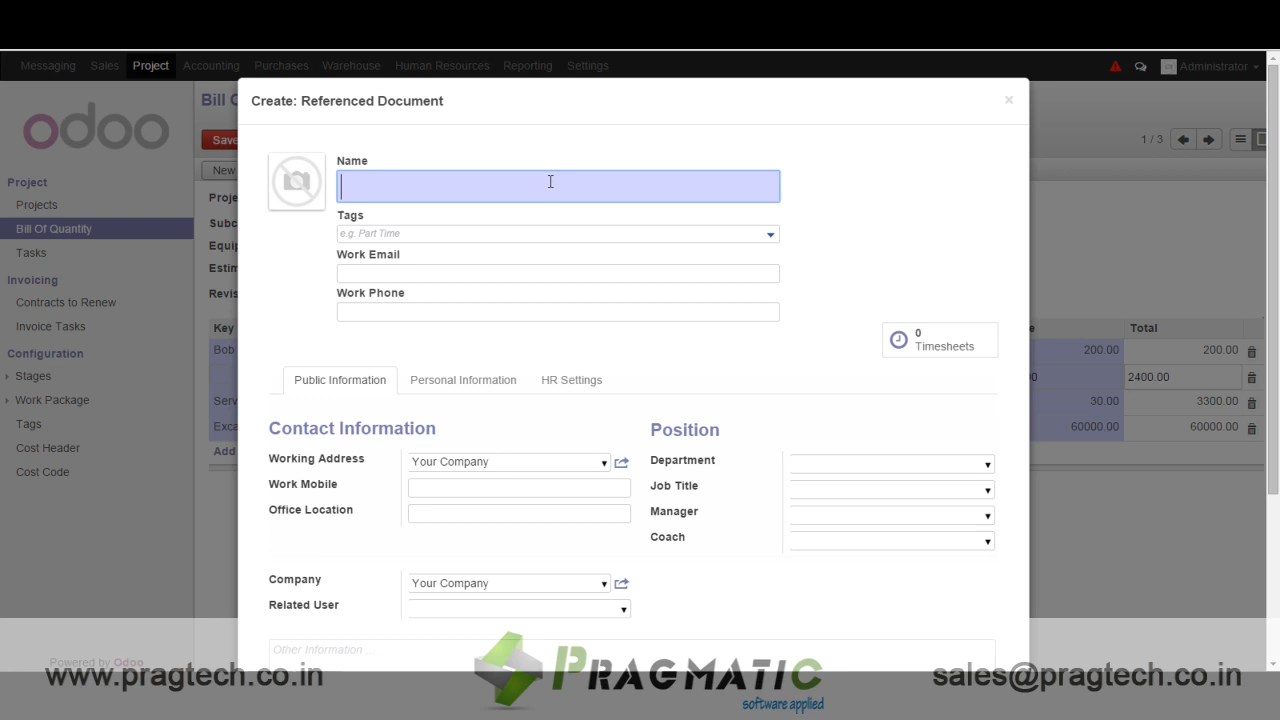 Messaging Sales Project Accounting Purchases Warehouse Human Resources Reporting Settings Administrator
odoo
Bill O
Save
1 / 3
New
Project
Projects
Bill Of Quantity
Tasks
Invoicing
Contracts to Renew
Invoice Tasks
Configuration
Stages
Work Package
Tags
Cost Header
Cost Code
Powered by Odoo
Proje
Subc
Equip
Estim
Revis
Key
Bob
Serv
Exca
Add
Create: Referenced Document
×
Name
Tags
e.g. Part Time
Work Email
Work Phone
0
Timesheets
Public Information Personal Information HR Settings
Contact Information
Working Address Your Company
Work Mobile
Office Location
Position
Department
Job Title
Manager
Coach
Company Your Company
Related User
Other Information ...
e Total
200.00 200.00
00 2400.00
30.00 3300.00
60000.00 60000.00
www.pragtech.co.in
PRAGMATIC
software applied
sales@pragtech.co.in